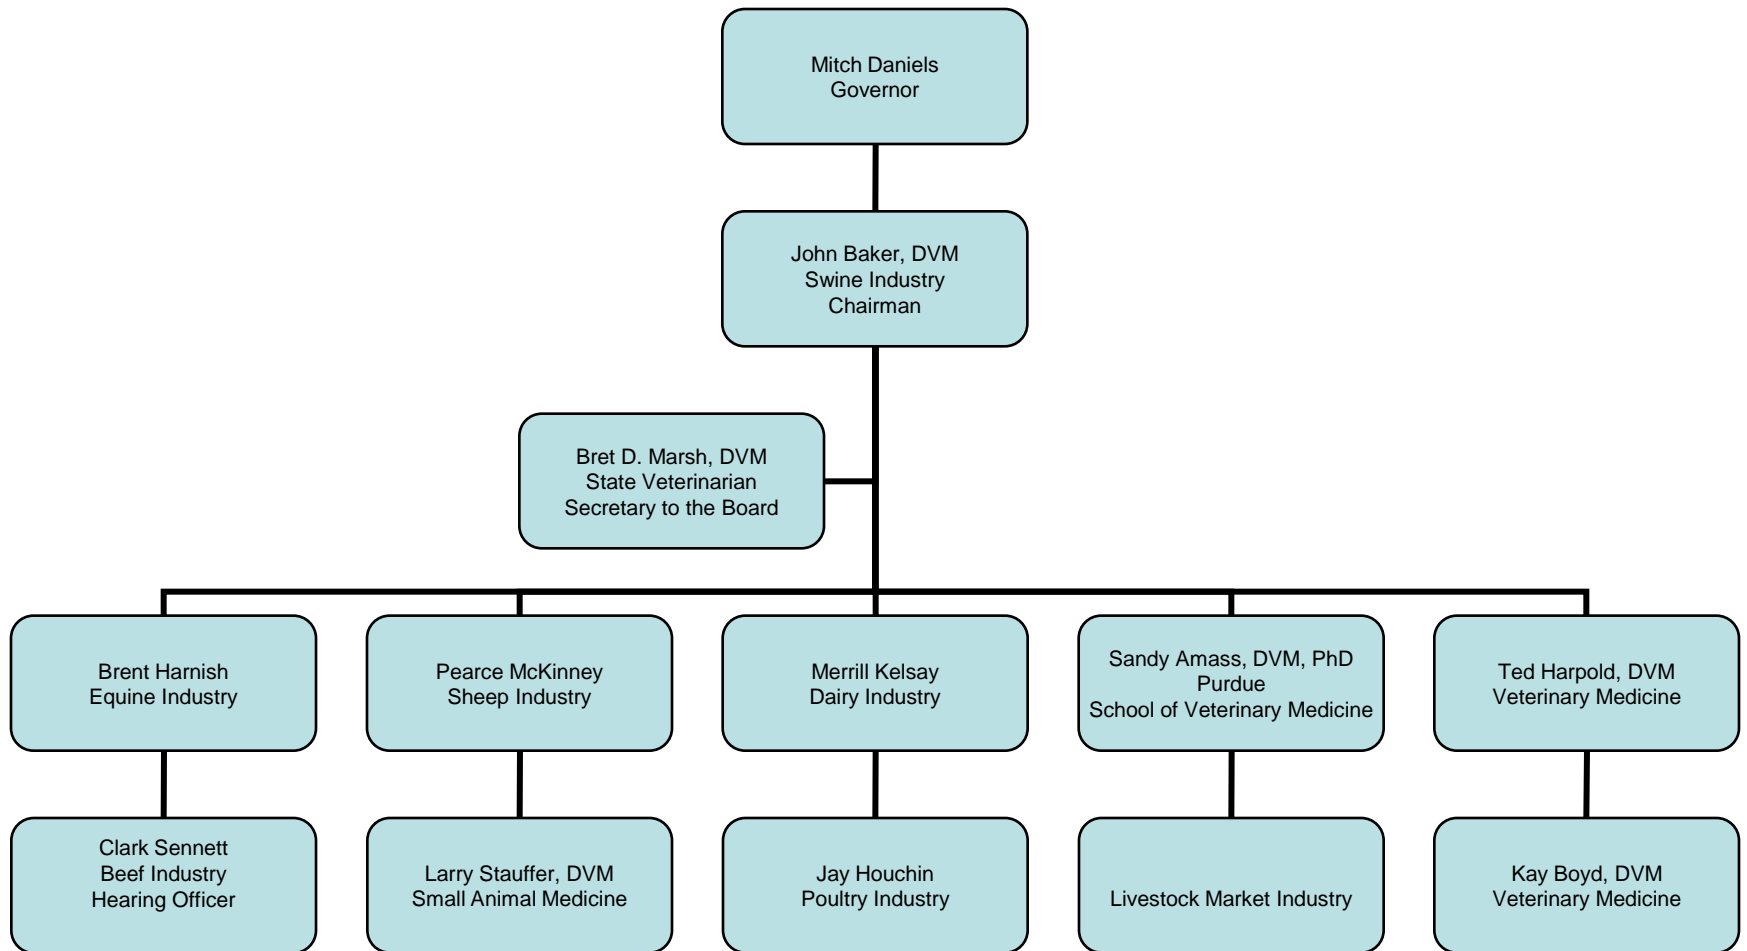 Mitch Daniels
Governor
John Baker, DVM
Swine Industry
Chairman
Bret D. Marsh, DVM
State Veterinarian
Secretary to the Board
Brent Harnish
Equine Industry
Pearce McKinney
Sheep Industry
Merrill Kelsay
Dairy Industry
Sandy Amass, DVM, PhD
Purdue
School of Veterinary Medicine
Ted Harpold, DVM
Veterinary Medicine
Clark Sennett
Beef Industry
Hearing Officer
Larry Stauffer, DVM
Small Animal Medicine
Jay Houchin
Poultry Industry
Livestock Market Industry
Kay Boyd, DVM
Veterinary Medicine